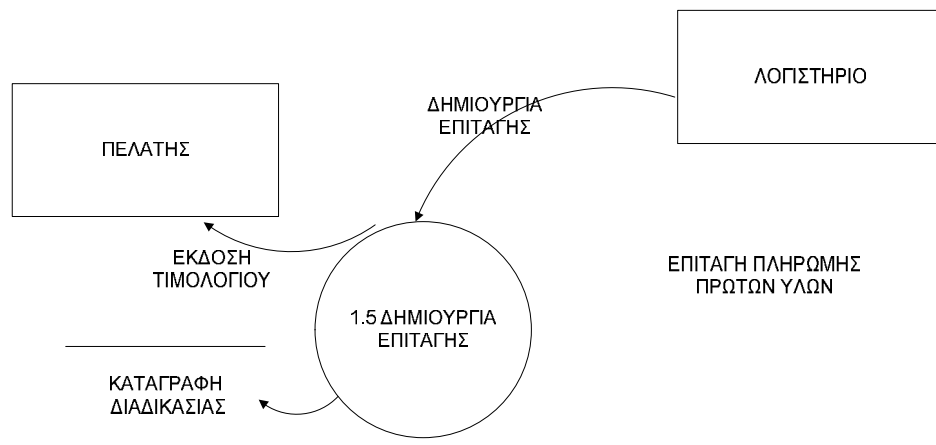 ΛΟΓΙΣΤΗΡΙΟ
ΔΗΜΙΟΥΡΓΙΑ
ΕΠΙΤΑΓΗΣ
ΠΕΛΑΤΗΣ
ΕΚΔΟΣΗ
ΤΙΜΟΛΟΓΙΟΥ
ΕΠΙΤΑΓΗ ΠΛΗΡΩΜΗΣ
ΠΡΩΤΩΝ ΥΛΩΝ
1.5 ΔΗΜΙΟΥΡΓΙΑ
ΕΠΙΤΑΓΗΣ
ΚΑΤΑΓΡΑΦΗ
ΔΙΑΔΙΚΑΣΙΑΣ